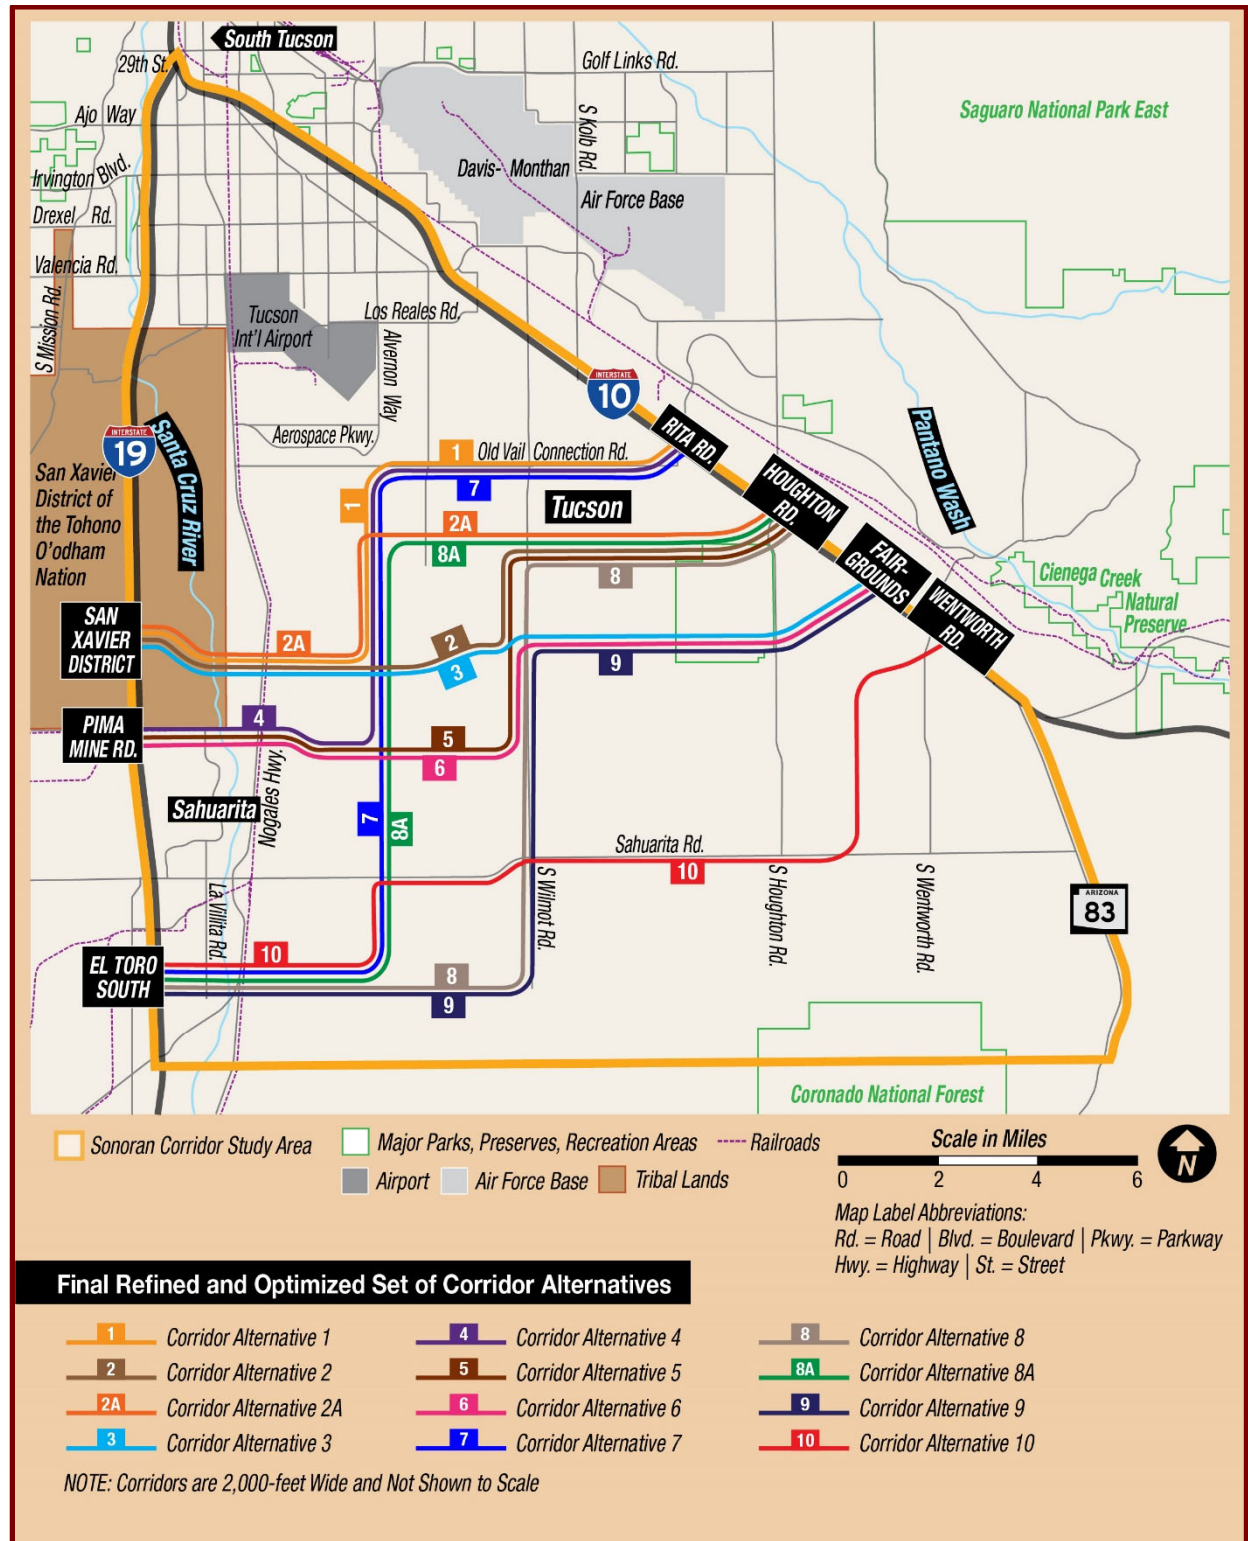 South Tucson
29th St.
Golf Links Rd.
Ajo Way
S Kolb Rd.
Saguaro National Park East
Irvington Blvd.
Davis- Monthan
Air Force Base
Drexel Rd.
Valencia Rd.
S Mission Rd.
Tucson
Int'l Airport
Los Reales Rd.
Alvernon Way
INTERSTATE
10
Aerospace Pkwy.
INTERSTATE
19
Santa Cruz River
San Xavier
District of
the Tohono
O'odham
Nation
1
Old Vail Connection Rd.
RITA RD.
7
1
Tucson
HOUGHTON
RD.
Pantano Wash
2A
8A
8
FAIR-
GROUNDS
Cienega Creek
Natural
Preserve
WENTWORTH
RD.
SAN
XAVIER
DISTRICT
2A
2
3
9
PIMA
MINE RD.
4
5
6
Sahuarita
Nogales Hwy.
7
8A
Sahuarita Rd.
10
La Villita Rd.
S Wilmot Rd.
S Houghton Rd.
S Wentworth Rd.
ARIZONA
83
EL TORO
SOUTH
10
8
9
Coronado National Forest
Sonoran Corridor Study Area
Major Parks, Preserves, Recreation Areas
Railroads
Airport
Air Force Base
Tribal Lands
Scale in Miles
0 2 4 6
N
Map Label Abbreviations:
Rd. = Road | Blvd. = Boulevard | Pkwy. = Parkway
Hwy. = Highway | St. = Street
Final Refined and Optimized Set of Corridor Alternatives
1 Corridor Alternative 1
2 Corridor Alternative 2
2A Corridor Alternative 2A
3 Corridor Alternative 3
4 Corridor Alternative 4
5 Corridor Alternative 5
6 Corridor Alternative 6
7 Corridor Alternative 7
8 Corridor Alternative 8
8A Corridor Alternative 8A
9 Corridor Alternative 9
10 Corridor Alternative 10
NOTE: Corridors are 2,000-feet Wide and Not Shown to Scale